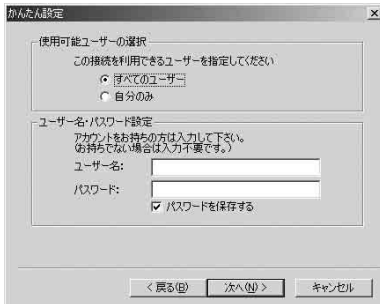 かんたん設定
使用可能ユーザーの選択
この接続を利用できるユーザーを指定してください
すべてのユーザー
自分のみ
ユーザー名・パスワード設定
アカウントをお持ちの方は入力して下さい。
(お持ちでない場合は入力不要です。)
ユーザー名:
パスワード:
パスワードを保存する
< 戻る(B) 次へ(N) > キャンセル